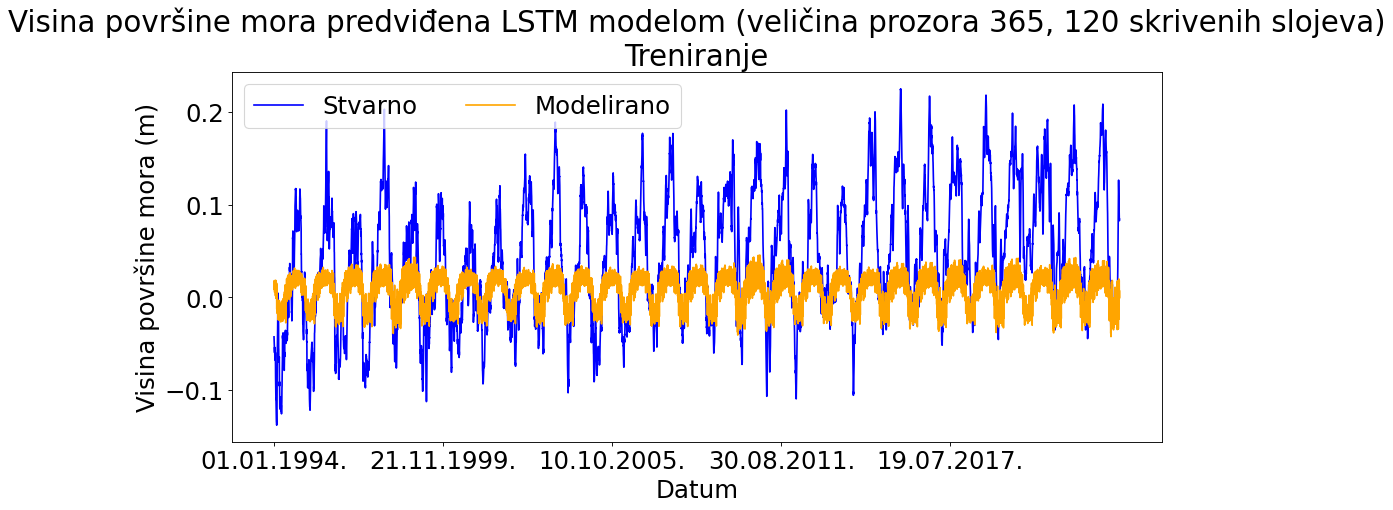 Visina površine mora predviđena LSTM modelom (veličina prozora 365, 120 skrivenih slojeva)
Treniranje
Stvarno Modelirano
Visina površine mora (m)
0.2
0.1
0.0
−0.1
01.01.1994. 21.11.1999. 10.10.2005. 30.08.2011. 19.07.2017.
Datum